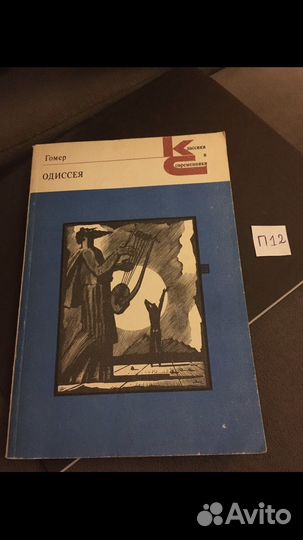 Гомер
ОДИССЕЯ
Классики
и
Современники
П12
Avito